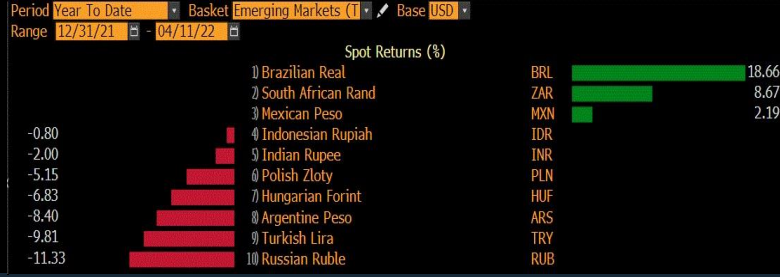 Period Year To Date Basket Emerging Markets (T Base USD
Range 12/31/21 - 04/11/22
Spot Returns (%)
1) Brazilian Real BRL 18.66
2) South African Rand ZAR 8.67
3) Mexican Peso MXN 2.19
-0.80 4) Indonesian Rupiah IDR
-2.00 5) Indian Rupee INR
-5.15 6) Polish Zloty PLN
-6.83 7) Hungarian Forint HUF
-8.40 8) Argentine Peso ARS
-9.81 9) Turkish Lira TRY
-11.33 10) Russian Ruble RUB